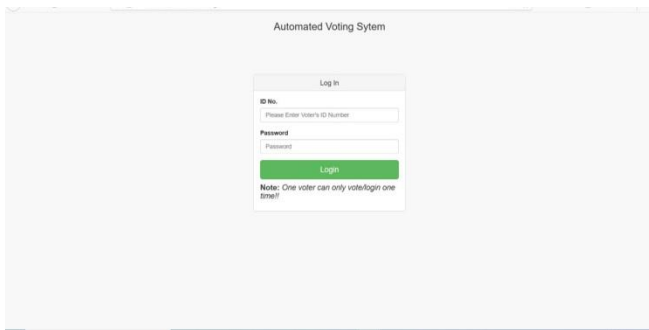 Automated Voting Sytem
Log In
ID No.
Please Enter Voter's ID Number
Password
Password
Login
Note: One voter can only vote/login one
time!!